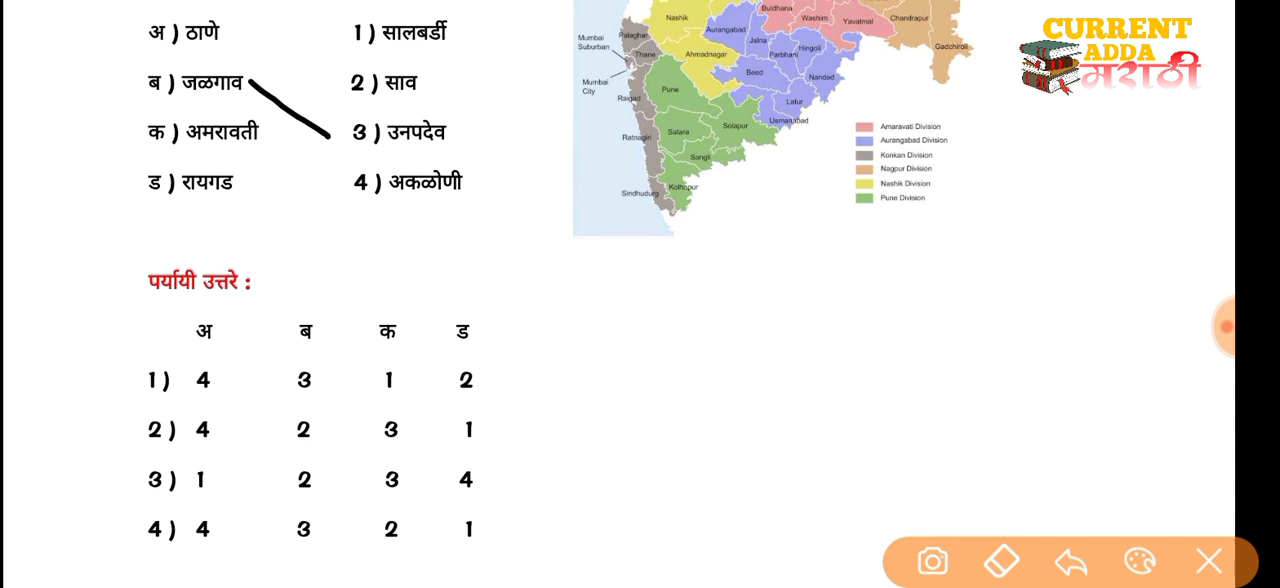 अ ) ठाणे 1 ) सालबर्डी
ब ) जळगाव 2 ) साव
क ) अमरावती 3 ) उनपदेव
ड ) रायगड 4 ) अकळोणी
पर्यायी उत्तरे :
अ ब क ड
1 ) 4 3 1 2
2 ) 4 2 3 1
3 ) 1 2 3 4
4 ) 4 3 2 1
Buldhana
Nashik
Washim
Yavatmal
Chandrapur
Aurangabad
Palaghar
Mumbai Suburban
Jalna
Hingoli
Gadchiroli
Thane
Ahmadnagar
Parbhani
Beed
Nanded
Mumbai City
Pune
Raigad
Latur
Usmanabad
Solapur
Satara
Ratnagiri
Sangli
Kolhapur
Sindhudurg
Amaravati Division
Aurangabad Division
Konkan Division
Nagpur Division
Nashik Division
Pune Division
CURRENT
ADDA
मराठी